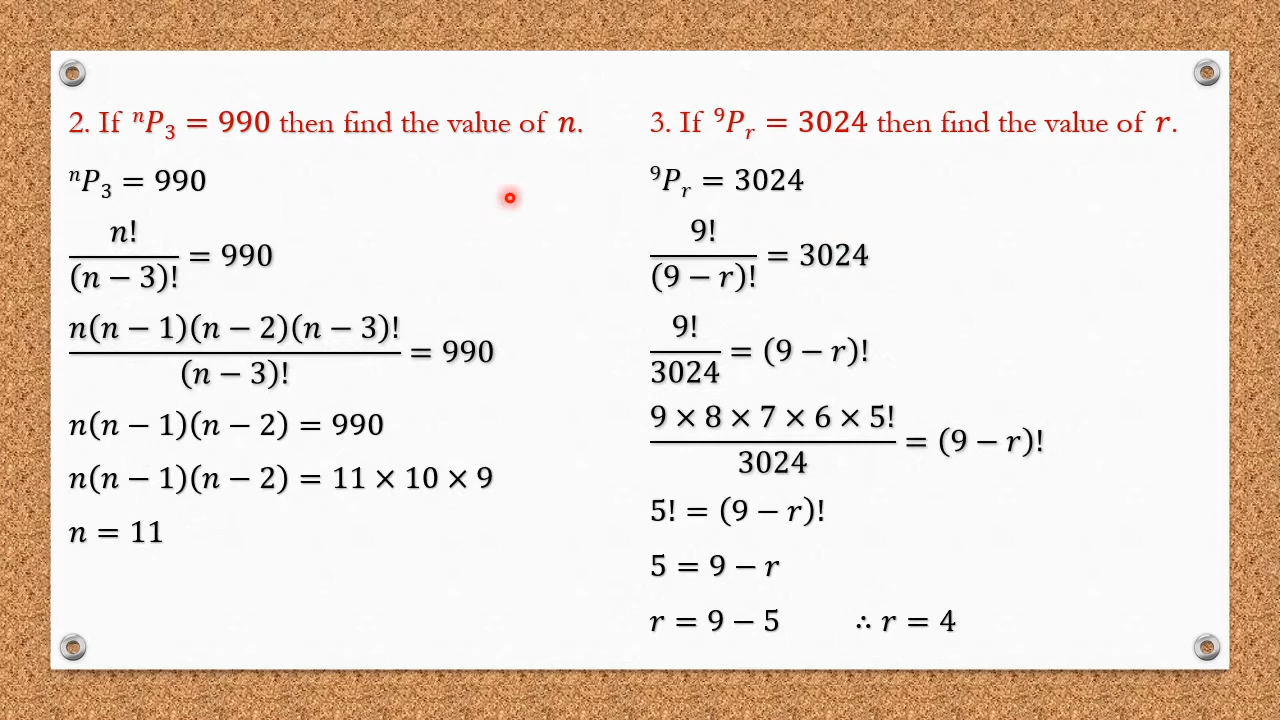 2. If ⁿP₃ = 990 then find the value of n.
ⁿP₃ = 990
n!/(n − 3)! = 990
n(n − 1)(n − 2)(n − 3)!/(n − 3)! = 990
n(n − 1)(n − 2) = 990
n(n − 1)(n − 2) = 11 × 10 × 9
n = 11
3. If ⁹Pᵣ = 3024 then find the value of r.
⁹Pᵣ = 3024
9!/(9 − r)! = 3024
9!/3024 = (9 − r)!
9 × 8 × 7 × 6 × 5!/3024 = (9 − r)!
5! = (9 − r)!
5 = 9 − r
r = 9 − 5 ∴ r = 4